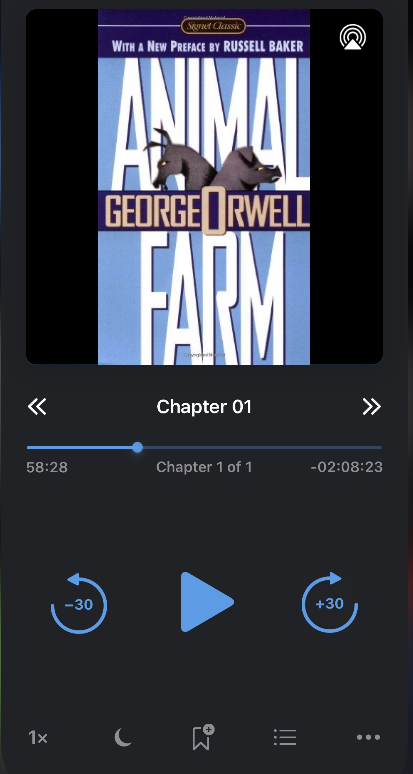 Signet Classic
WITH A NEW PREFACE BY RUSSELL BAKER
ANIMAL
GEORGE ORWELL
FARM
Chapter 01
58:28
Chapter 1 of 1
-02:08:23
−30
+30
1×